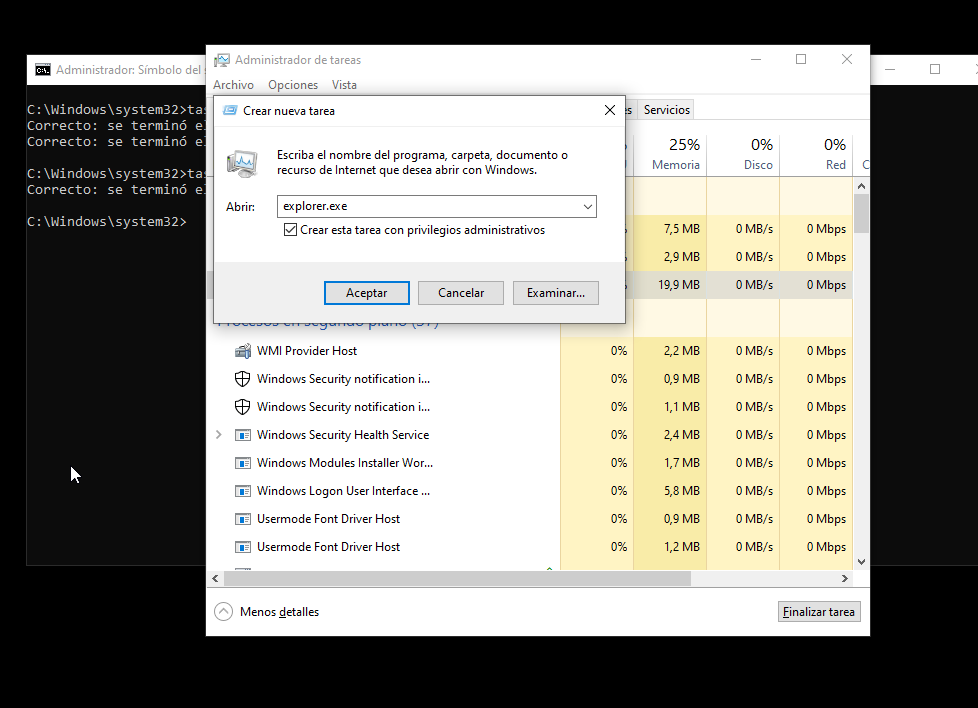 Administrador: Símbolo del
C:\Windows\system32>
Correcto: se terminó
Correcto: se terminó
C:\Windows\system32>
Correcto: se terminó
C:\Windows\system32>
Administrador de tareas
Archivo Opciones Vista
Servicios
Crear nueva tarea
Escriba el nombre del programa, carpeta, documento o
recurso de Internet que desea abrir con Windows.
Abrir: explorer.exe
Crear esta tarea con privilegios administrativos
Aceptar Cancelar Examinar...
25% 0% 0%
Memoria Disco Red
7,5 MB 0 MB/s 0 Mbps
2,9 MB 0 MB/s 0 Mbps
19,9 MB 0 MB/s 0 Mbps
Procesos en segundo plano (37)
WMI Provider Host 0% 2,2 MB 0 MB/s 0 Mbps
Windows Security notification i... 0% 0,9 MB 0 MB/s 0 Mbps
Windows Security notification i... 0% 1,1 MB 0 MB/s 0 Mbps
Windows Security Health Service 0% 2,4 MB 0 MB/s 0 Mbps
Windows Modules Installer Wor... 0% 1,7 MB 0 MB/s 0 Mbps
Windows Logon User Interface ... 0% 5,8 MB 0 MB/s 0 Mbps
Usermode Font Driver Host 0% 0,9 MB 0 MB/s 0 Mbps
Usermode Font Driver Host 0% 1,2 MB 0 MB/s 0 Mbps
Menos detalles
Finalizar tarea